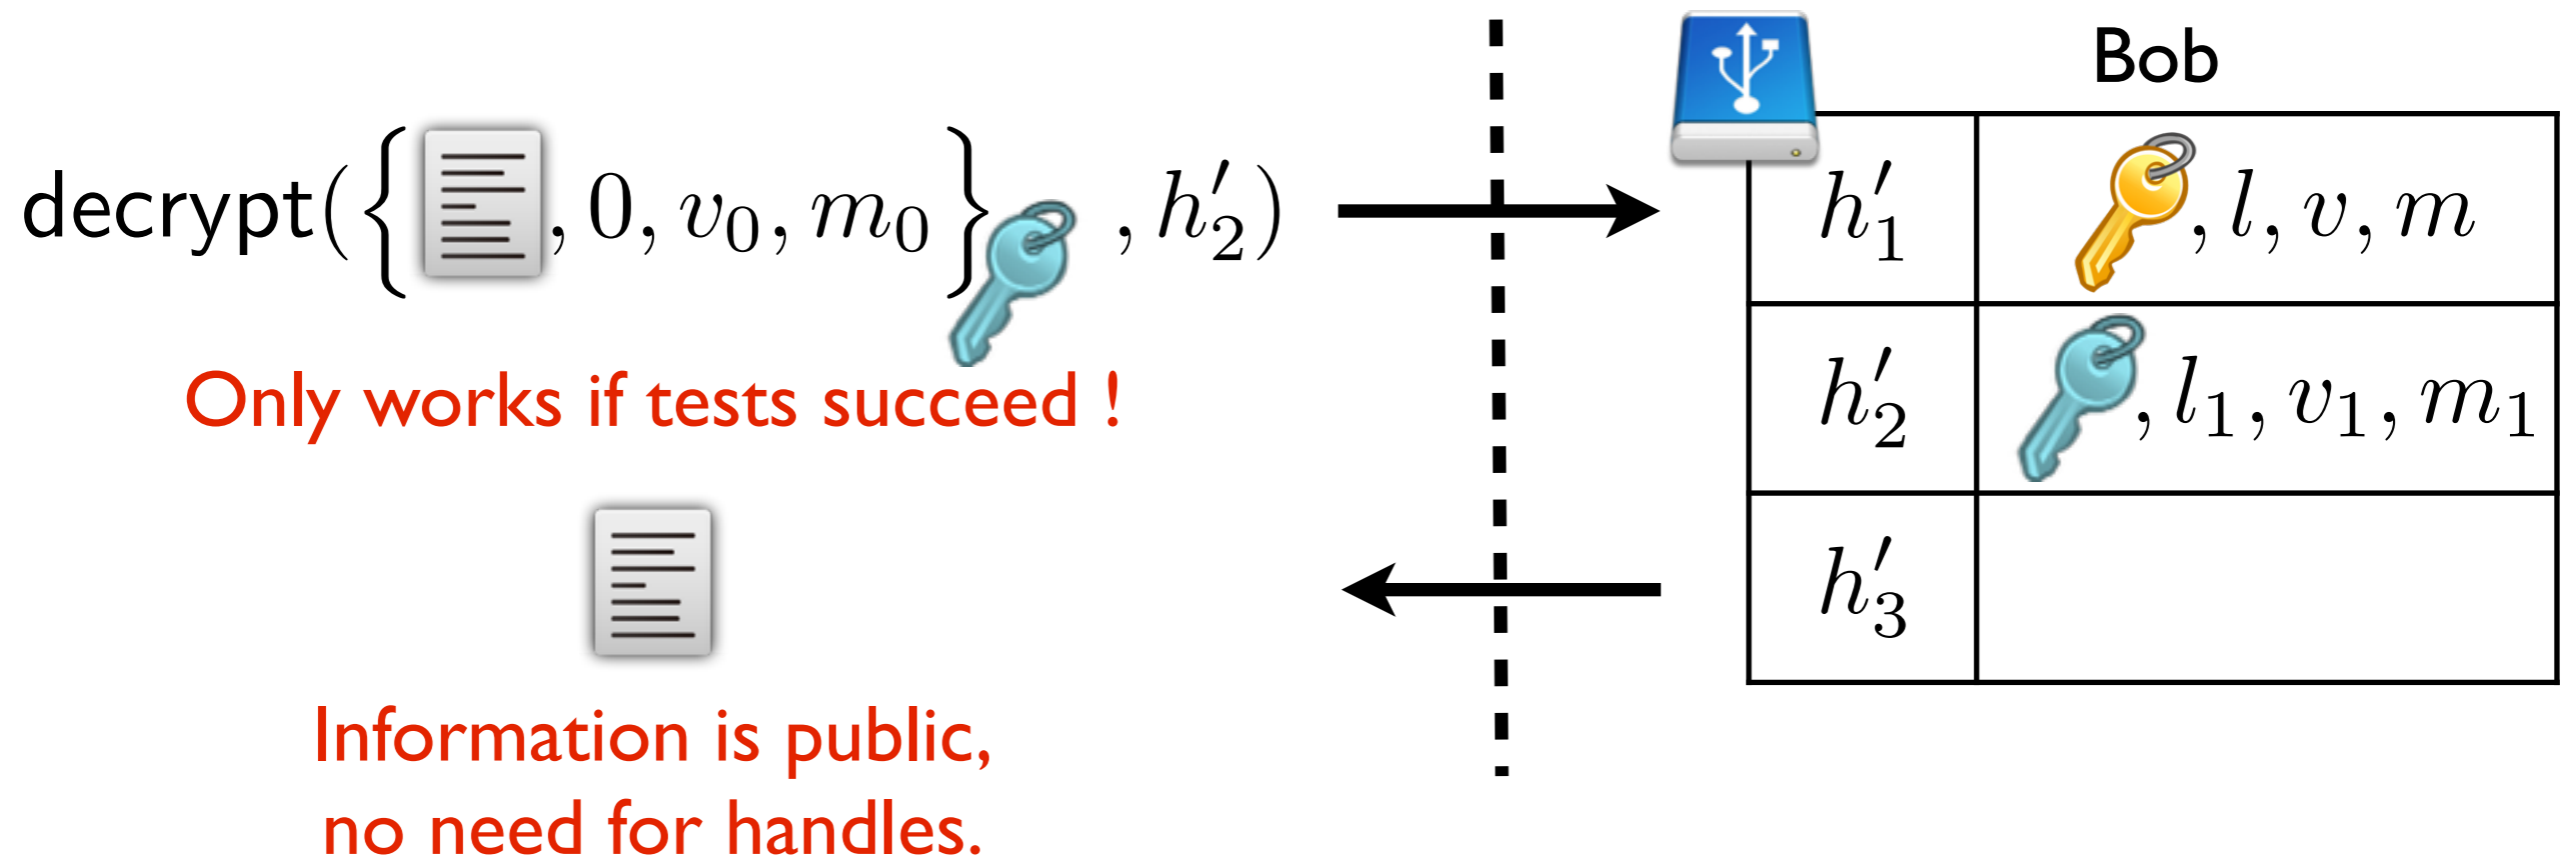 Bob
decrypt({ , 0, v₀, m₀} , h′₂)
h′₁ , l, v, m
Only works if tests succeed !
h′₂ , l₁, v₁, m₁
h′₃
Information is public,
no need for handles.